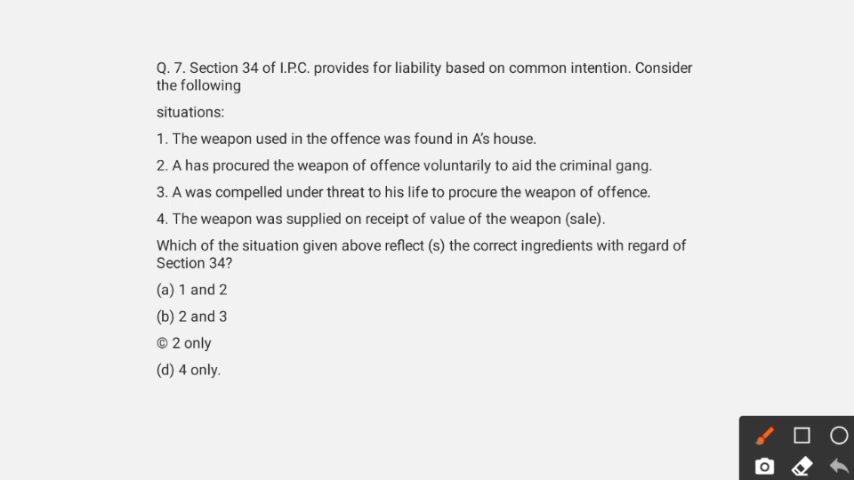 Q. 7. Section 34 of I.P.C. provides for liability based on common intention. Consider
the following
situations:
1. The weapon used in the offence was found in A's house.
2. A has procured the weapon of offence voluntarily to aid the criminal gang.
3. A was compelled under threat to his life to procure the weapon of offence.
4. The weapon was supplied on receipt of value of the weapon (sale).
Which of the situation given above reflect (s) the correct ingredients with regard of
Section 34?
(a) 1 and 2
(b) 2 and 3
© 2 only
(d) 4 only.